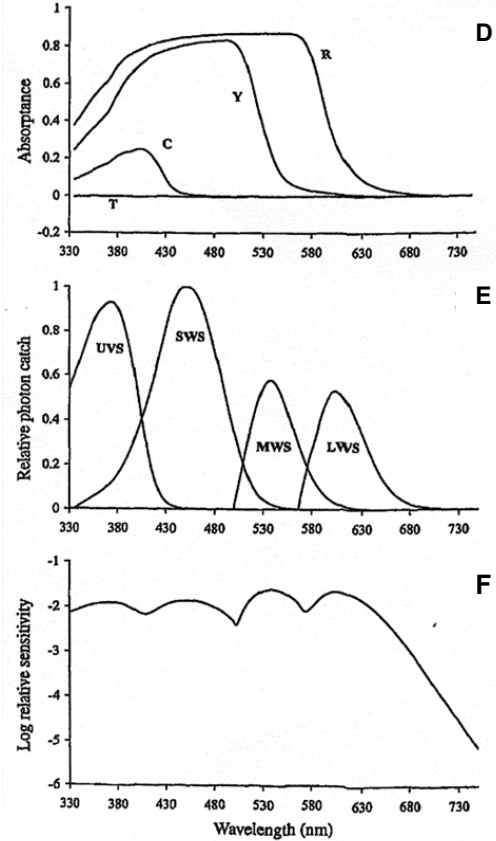 D
1
0.8
0.6
0.4
0.2
0
-0.2
Absorptance
R
Y
C
T
330 380 430 480 530 580 630 680 730
E
1
0.8
0.6
0.4
0.2
0
Relative photon catch
UVS
SWS
MWS
LWS
330 380 430 480 530 580 630 680 730
F
-1
-2
-3
-4
-5
-6
Log relative sensitivity
330 380 430 480 530 580 630 680 730
Wavelength (nm)